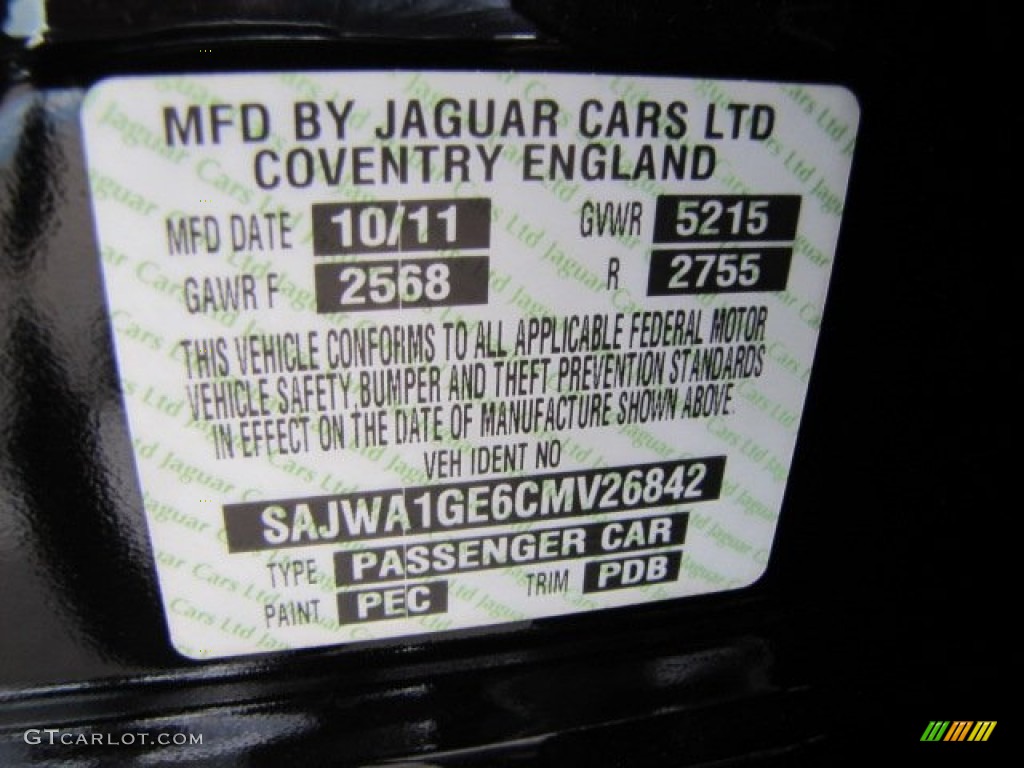 MFD BY JAGUAR CARS LTD
COVENTRY ENGLAND
MFD DATE 10/11 GVWR 5215
GAWR F 2568 R 2755
THIS VEHICLE CONFORMS TO ALL APPLICABLE FEDERAL MOTOR
VEHICLE SAFETY, BUMPER AND THEFT PREVENTION STANDARDS
IN EFFECT ON THE DATE OF MANUFACTURE SHOWN ABOVE.
VEH IDENT NO
SAJWA1GE6CMV26842
TYPE PASSENGER CAR
PAINT PEC TRIM PDB
GTCARLOT.COM